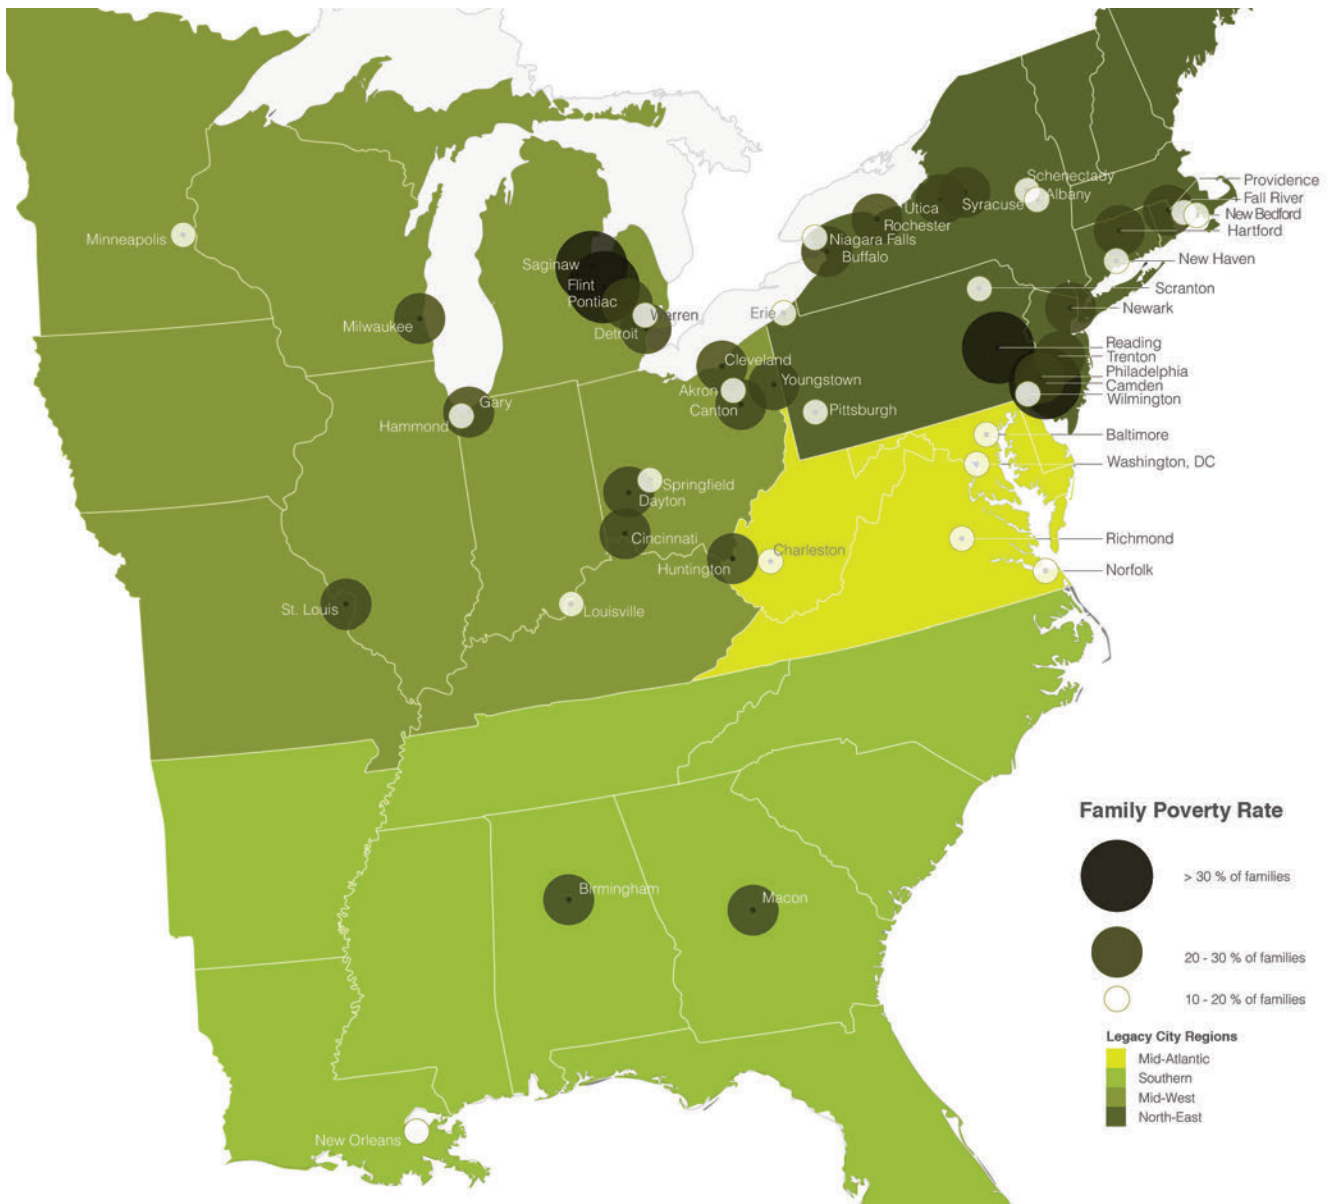 Minneapolis
Milwaukee
Saginaw
Flint
Pontiac
Warren
Detroit
Gary
Hammond
Cleveland
Akron
Canton
Youngstown
Erie
Pittsburgh
Niagara Falls
Buffalo
Utica
Rochester
Syracuse
Schenectady
Albany
Providence
Fall River
New Bedford
Hartford
New Haven
Scranton
Newark
Reading
Trenton
Philadelphia
Camden
Wilmington
Baltimore
Washington, DC
Richmond
Norfolk
Springfield
Dayton
Cincinnati
Huntington
Charleston
St. Louis
Louisville
Birmingham
Macon
New Orleans
Family Poverty Rate
> 30 % of families
20 - 30 % of families
10 - 20 % of families
Legacy City Regions
Mid-Atlantic
Southern
Mid-West
North-East